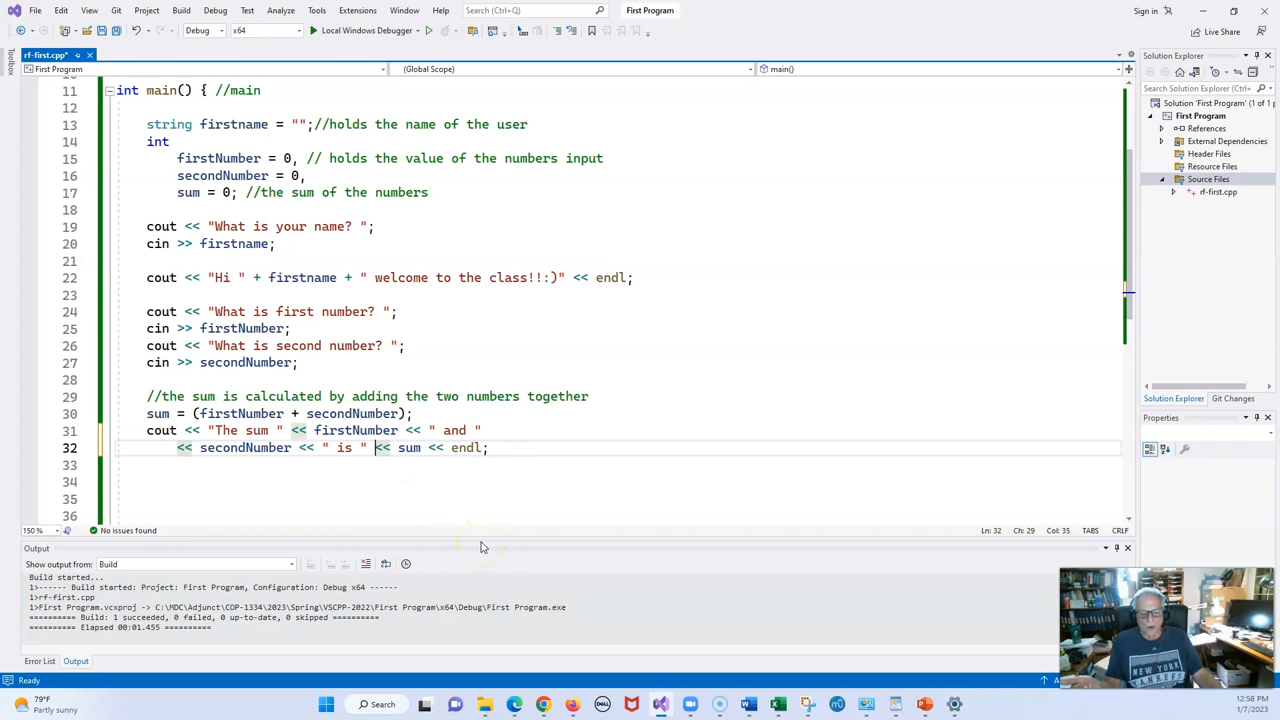 File Edit View Git Project Build Debug Test Analyze Tools Extensions Window Help Search (Ctrl+Q) First Program Sign in
Debug x64 Local Windows Debugger Live Share
rf-first.cpp* Solution Explorer
Toolbox
First Program (Global Scope) main()
Search Solution Explorer (Ctrl+
Solution 'First Program' (1 of 1 p
First Program
References
External Dependencies
Header Files
Resource Files
Source Files
rf-first.cpp
11 int main() { //main
12
13 string firstname = "";//holds the name of the user
14 int
15 firstNumber = 0, // holds the value of the numbers input
16 secondNumber = 0,
17 sum = 0; //the sum of the numbers
18
19 cout << "What is your name? ";
20 cin >> firstname;
21
22 cout << "Hi " + firstname + " welcome to the class!!:)" << endl;
23
24 cout << "What is first number? ";
25 cin >> firstNumber;
26 cout << "What is second number? ";
27 cin >> secondNumber;
28
29 //the sum is calculated by adding the two numbers together
30 sum = (firstNumber + secondNumber);
31 cout << "The sum " << firstNumber << " and "
32 << secondNumber << " is " << sum << endl;
33
34
35
36
Solution Explorer Git Changes
Properties
150 % No issues found Ln: 32 Ch: 29 Col: 35 TABS CRLF
Output
Show output from: Build
Build started...
1>------ Build started: Project: First Program, Configuration: Debug x64 ------
1>rf-first.cpp
1>First Program.vcxproj -> C:\MDC\Adjunct\COP-1334\2023\Spring\VSCPP-2022\First Program\x64\Debug\First Program.exe
========== Build: 1 succeeded, 0 failed, 0 up-to-date, 0 skipped ==========
========== Elapsed 00:01.455 ==========
Error List Output
Ready
NEW YORK
YANKEES
79°F
Partly sunny
Search
12:58 PM
1/7/2023